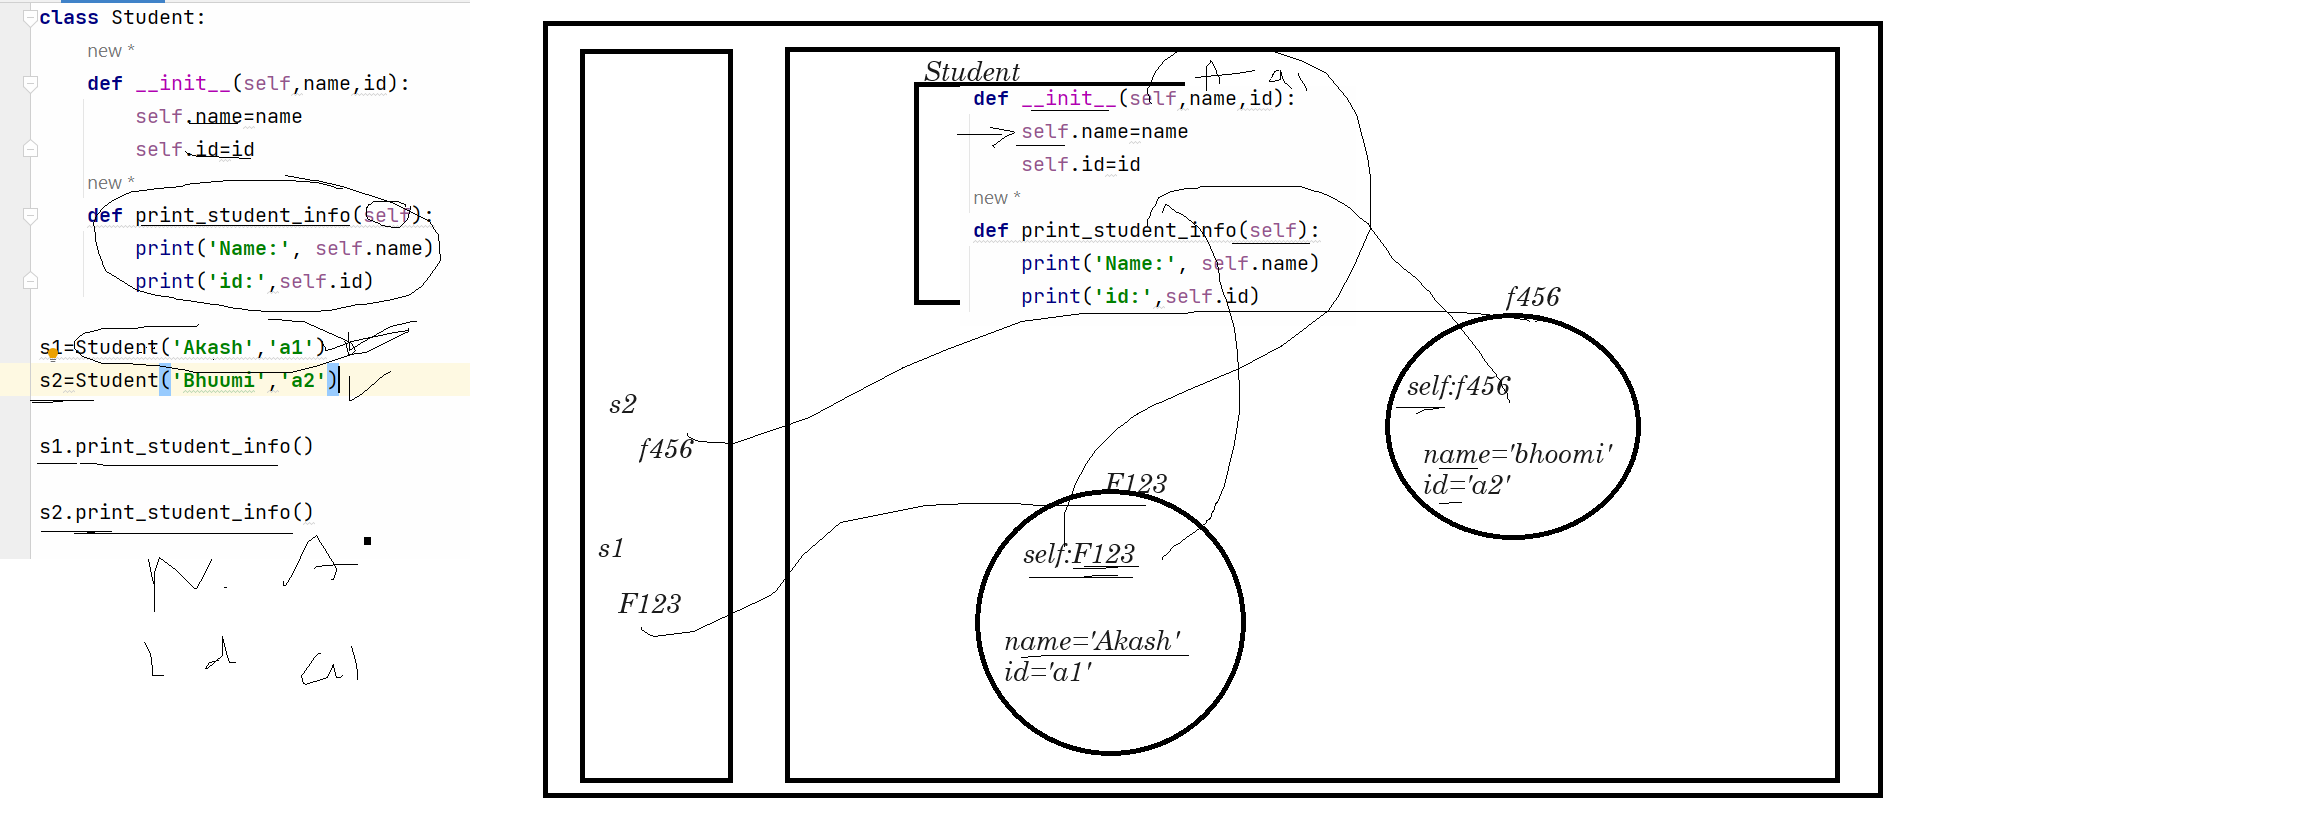 class Student:
new *
def __init__(self,name,id):
self.name=name
self.id=id
new *
def print_student_info(self):
print('Name:', self.name)
print('id:',self.id)
s1=Student('Akash','a1')
s2=Student('Bhuumi','a2')
s1.print_student_info()
s2.print_student_info()
N. A
id a1
s2
f456
s1
F123
Student
A a1
def __init__(self,name,id):
self.name=name
self.id=id
new *
def print_student_info(self):
print('Name:', self.name)
print('id:',self.id)
f456
self:f456
name='bhoomi'
id='a2'
F123
self:F123
name='Akash'
id='a1'